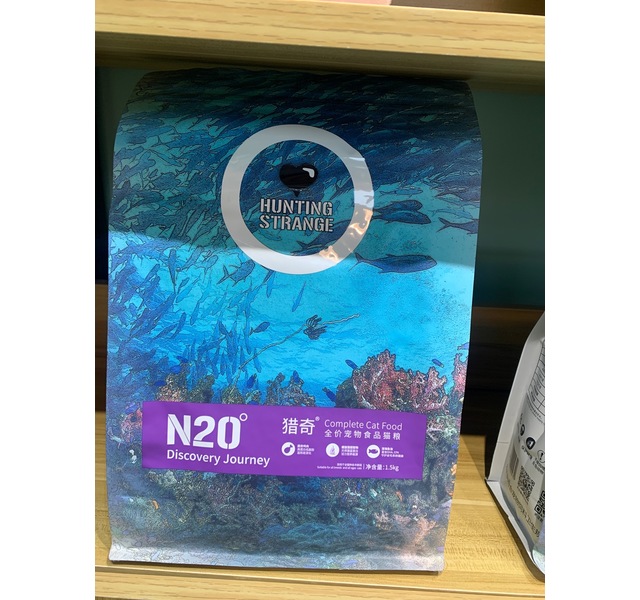 HUNTING
STRANGE
N20°
Discovery Journey
猎奇®
Complete Cat Food
全价宠物食品猫粮
净含量:1.5kg